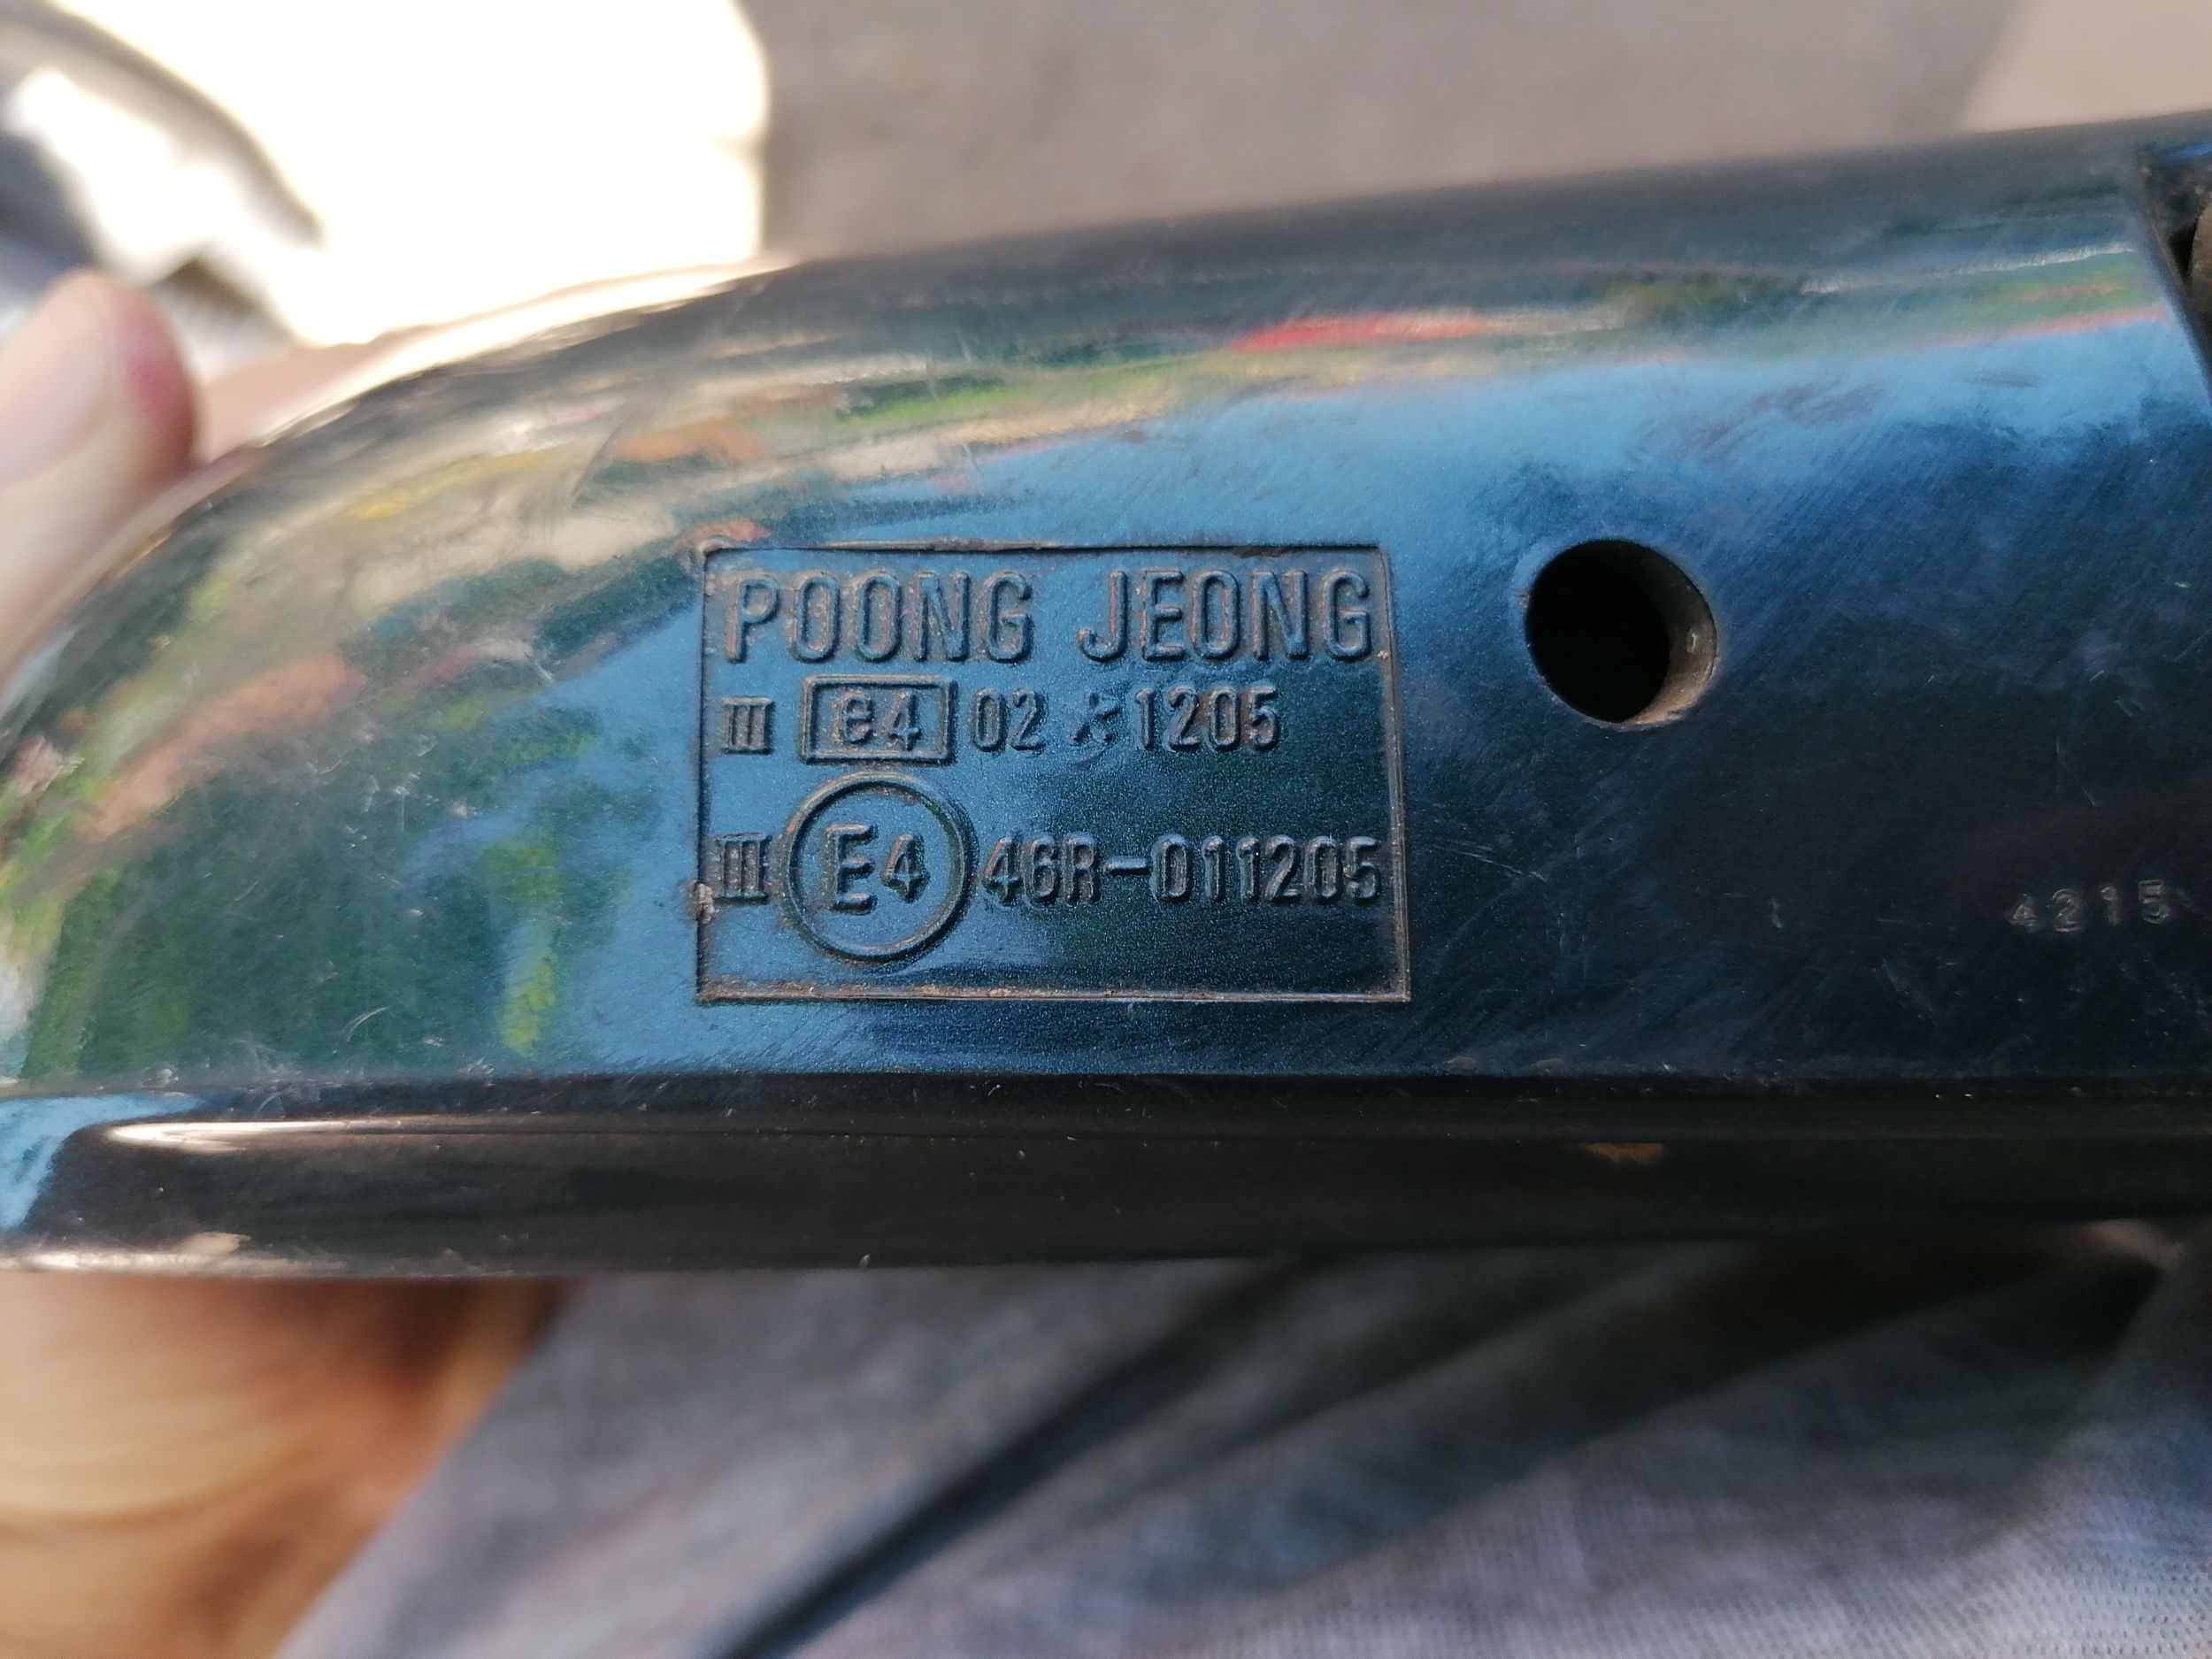 POONG JEONG
III e4 02*1205
III E4 46R-011205
4215